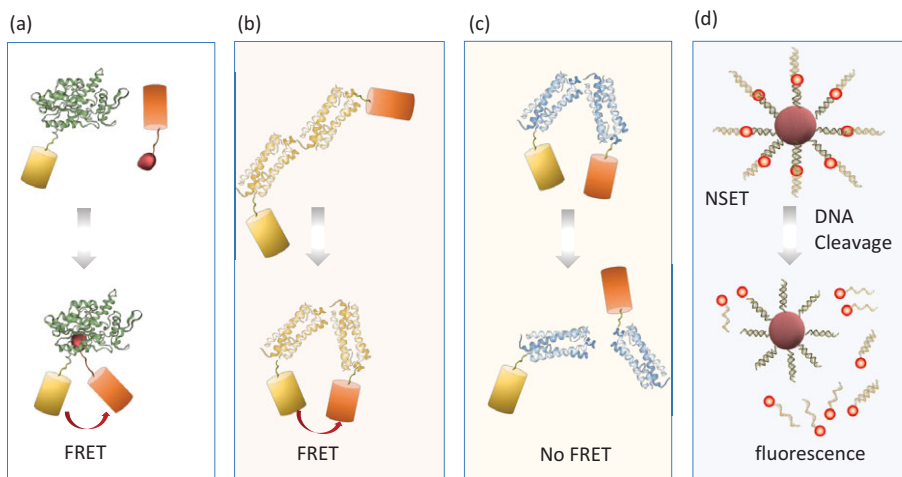 (a)
(b)
(c)
(d)
NSET
DNA
Cleavage
FRET
FRET
No FRET
fluorescence